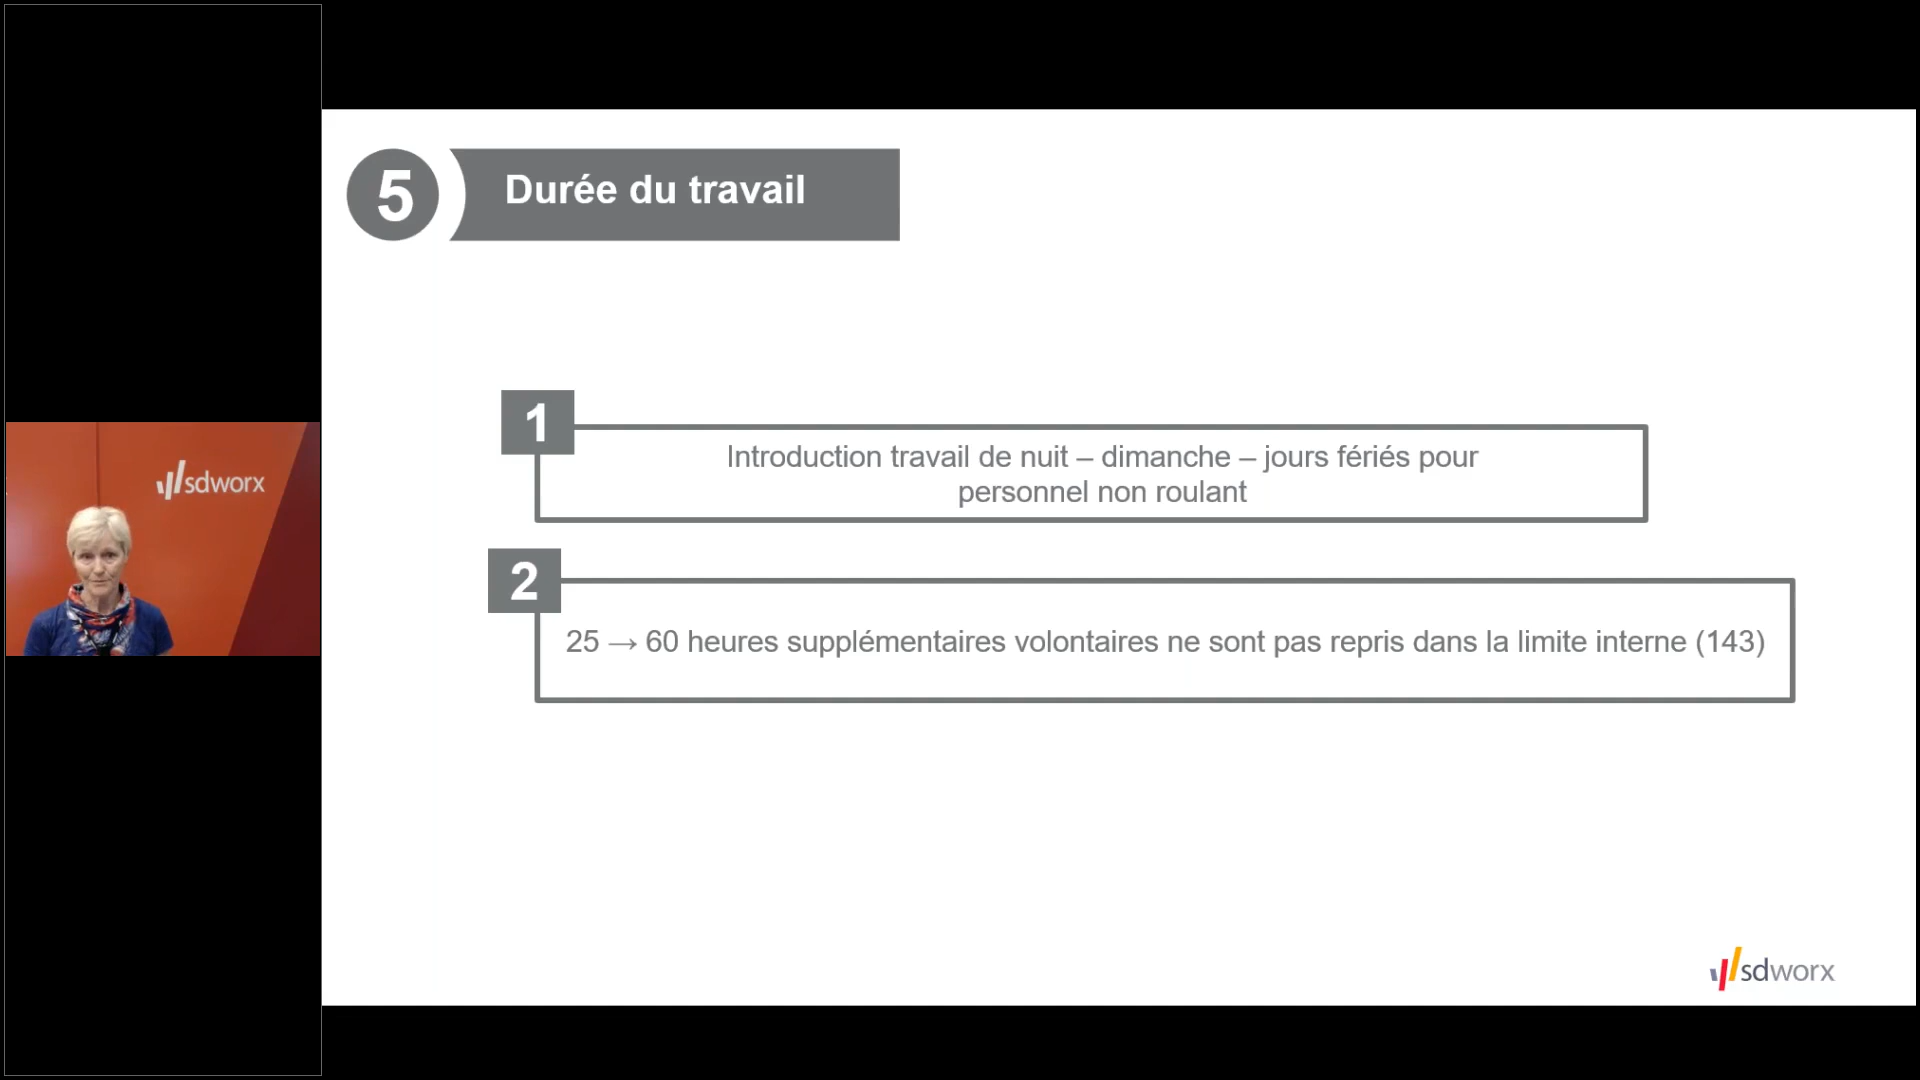 5
Durée du travail
sdworx
1
Introduction travail de nuit – dimanche – jours fériés pour
personnel non roulant
2
25 → 60 heures supplémentaires volontaires ne sont pas repris dans la limite interne (143)
sdworx